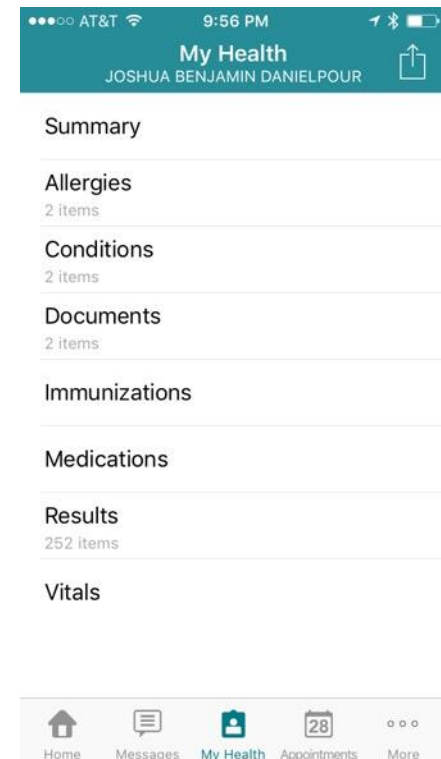 AT&T 9:56 PM
My Health
JOSHUA BENJAMIN DANIELPOUR
Summary
Allergies
2 items
Conditions
2 items
Documents
2 items
Immunizations
Medications
Results
252 items
Vitals
28
Home Messages My Health Appointments More